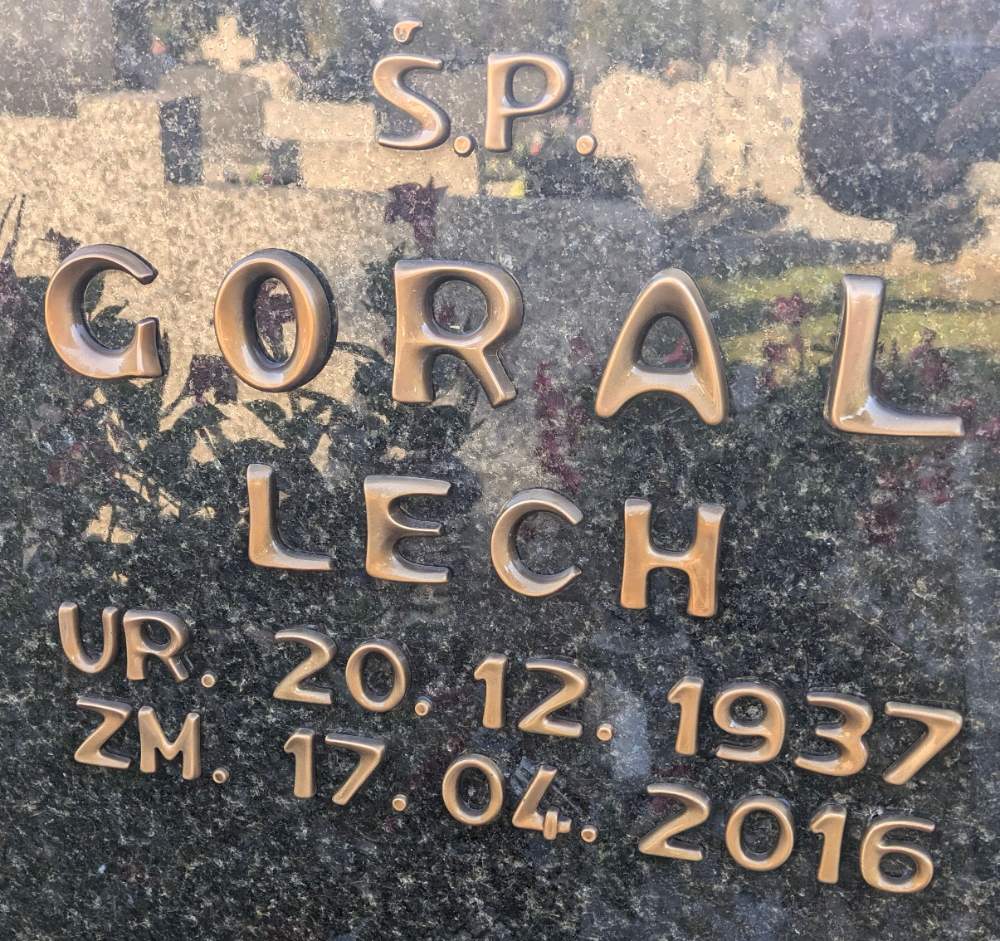 Ś.P.
GORAL
LECH
UR. 20.12.1937
ZM. 17.04.2016